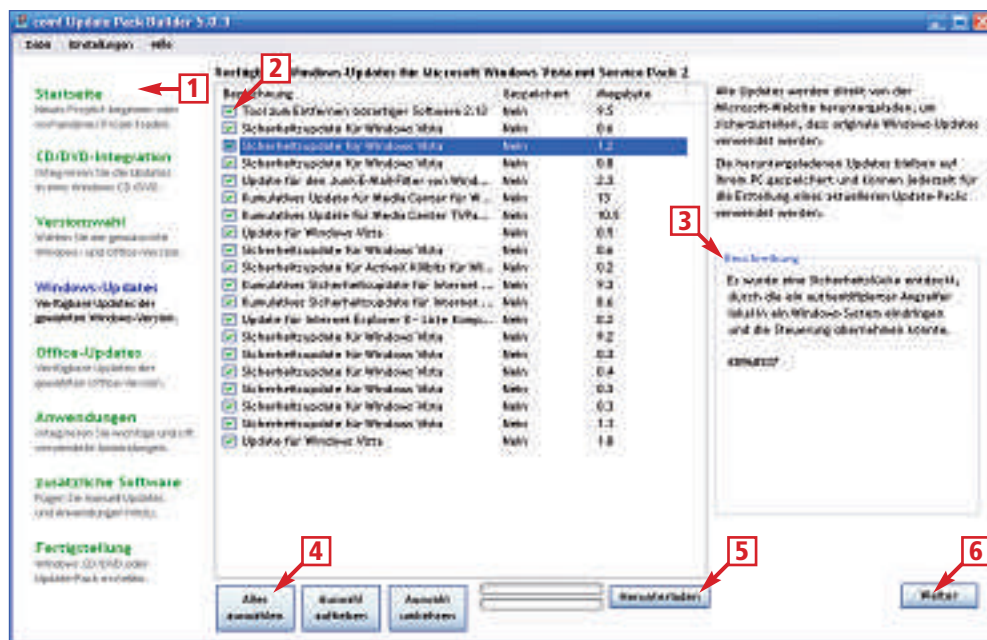 Update Pack Builder 5.0.1
Datei Einstellungen Hilfe
1
2
Startseite
Neues Projekt beginnen oder
vorhandenes Projekt laden.
CD/DVD-Integration
Integrieren Sie die Updates
in eine Windows CD/DVD.
Versionswahl
Wählen Sie die gewünschte
Windows- und Office-Version.
Windows-Updates
Verfügbare Updates der
gewählten Windows-Version.
Office-Updates
Verfügbare Updates der
gewählten Office-Version.
Anwendungen
Integrieren Sie wichtige und oft
verwendete Anwendungen.
zusätzliche Software
Fügen Sie manuell Updates
und Anwendungen hinzu.
Fertigstellung
Windows CD/DVD oder
Update-Pack erstellen.
Windows-Updates für Microsoft Windows Vista mit Service Pack 2
Gespeichert Megabyte
Tool zum Entfernen bösartiger Software 2.13 Nein 9.5
Sicherheitsupdate für Windows Vista Nein 0.6
Sicherheitsupdate für Windows Vista Nein 1.2
Sicherheitsupdate für Windows Vista Nein 0.8
Update für den Junk-E-Mail-Filter von Wind... Nein 2.3
Kumulatives Update für Media Center für W... Nein 13
Kumulatives Update für Media Center TVPa... Nein 10.5
Update für Windows Vista Nein 0.5
Sicherheitsupdate für Windows Vista Nein 0.6
Sicherheitsupdate für ActiveX Killbits für Wi... Nein 0.2
Kumulatives Sicherheitsupdate für Internet ... Nein 9.3
Kumulatives Sicherheitsupdate für Internet ... Nein 8.6
Update für Internet Explorer 8 - Liste Komp... Nein 0.3
Sicherheitsupdate für Windows Vista Nein 9.2
Sicherheitsupdate für Windows Vista Nein 0.3
Sicherheitsupdate für Windows Vista Nein 0.4
Sicherheitsupdate für Windows Vista Nein 0.3
Sicherheitsupdate für Windows Vista Nein 0.3
Sicherheitsupdate für Windows Vista Nein 1.3
Update für Windows Vista Nein 1.8
Alle Updates werden direkt von der
Microsoft-Website heruntergeladen, um
sicherzustellen, dass originale Windows-Updates
verwendet werden.
Die heruntergeladenen Updates bleiben auf
Ihrem PC gespeichert und können jederzeit für
die Erstellung eines aktuelleren Update-Packs
verwendet werden.
3
Beschreibung
Es wurde eine Sicherheitslücke entdeckt,
durch die ein authentifizierter Angreifer
lokal in ein Windows-System eindringen
und die Steuerung übernehmen könnte.
4
5
6
Alles
auswählen
Auswahl
aufheben
Auswahl
umkehren
Herunterladen
Weiter